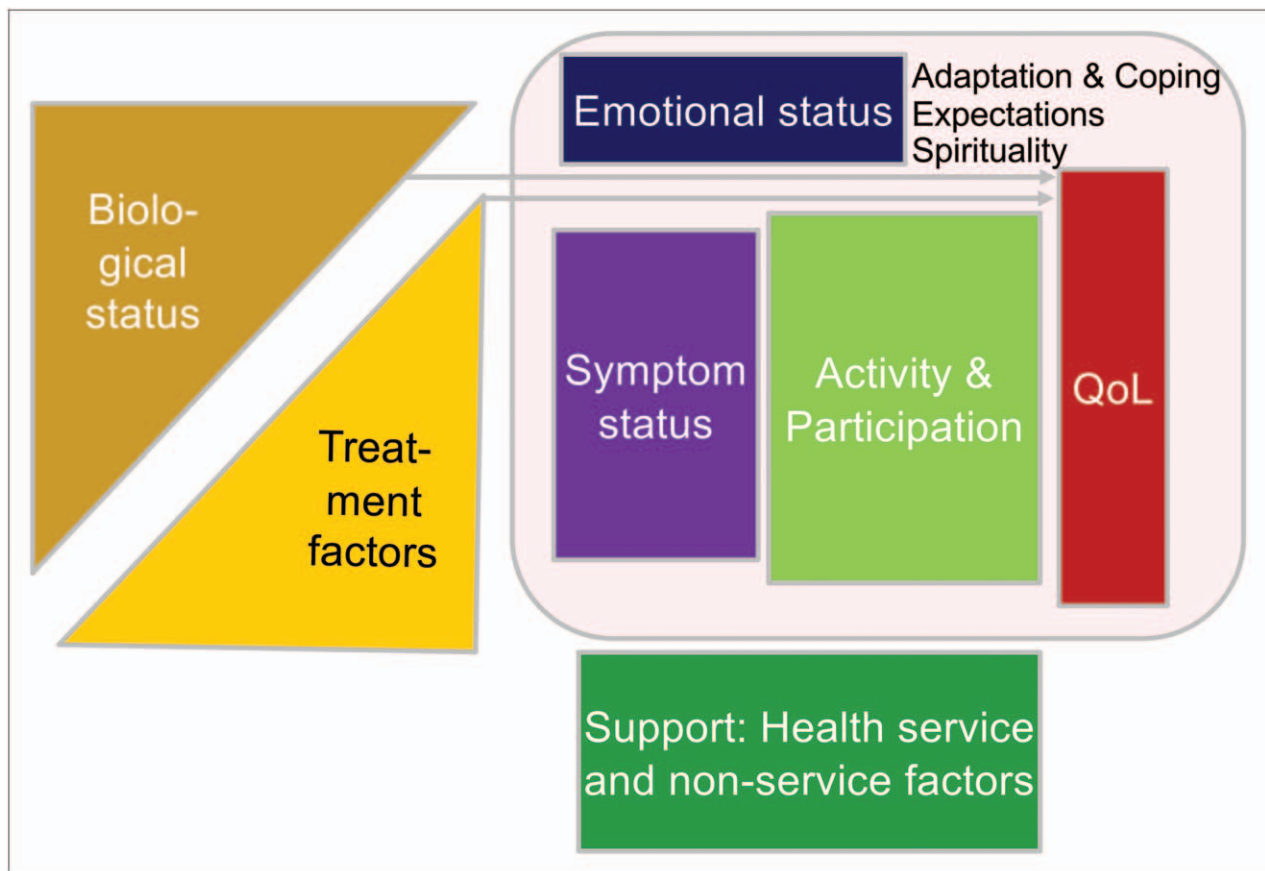 Emotional status
Adaptation & Coping
Expectations
Spirituality
Biolo-
gical
status
Treat-
ment
factors
Symptom
status
Activity &
Participation
QoL
Support: Health service
and non-service factors